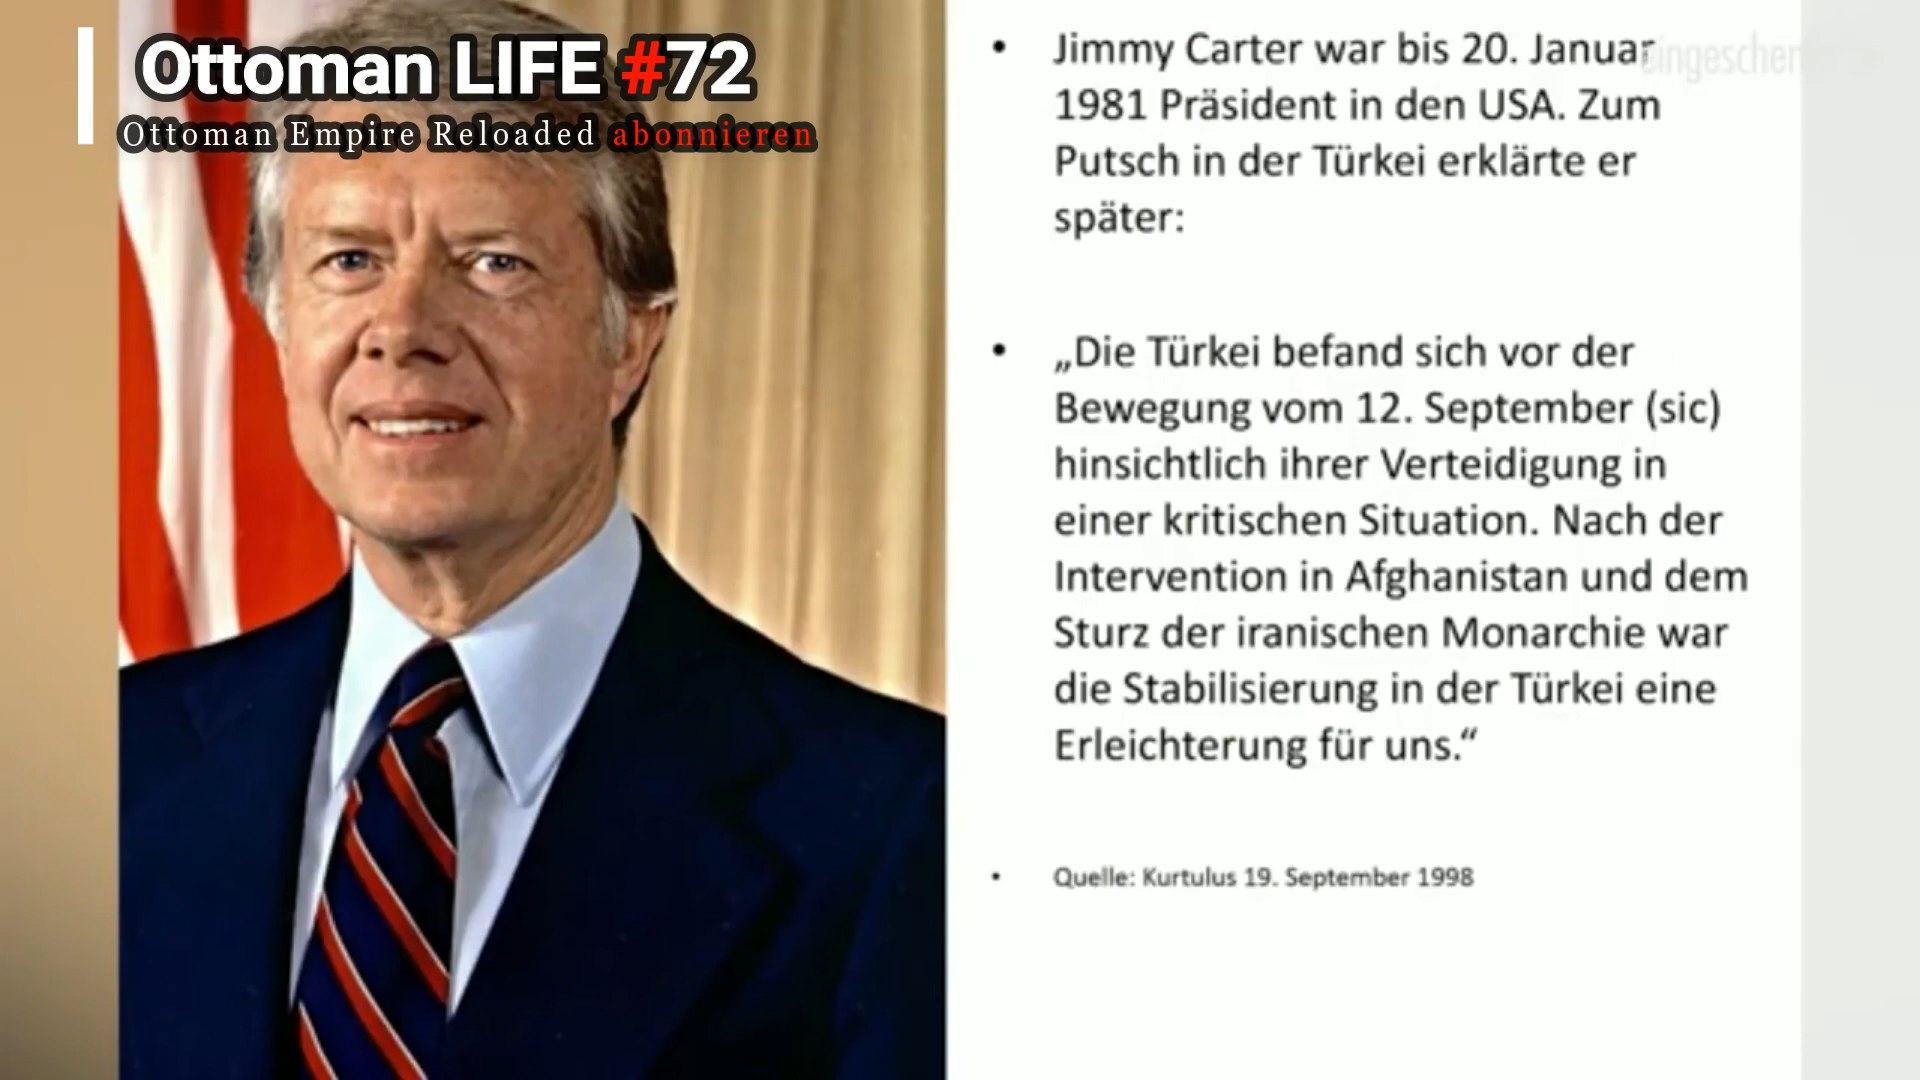 Ottoman LIFE #72
Ottoman Empire Reloaded abonnieren
• Jimmy Carter war bis 20. Januar
1981 Präsident in den USA. Zum
Putsch in der Türkei erklärte er
später:
• „Die Türkei befand sich vor der
Bewegung vom 12. September (sic)
hinsichtlich ihrer Verteidigung in
einer kritischen Situation. Nach der
Intervention in Afghanistan und dem
Sturz der iranischen Monarchie war
die Stabilisierung in der Türkei eine
Erleichterung für uns.“
• Quelle: Kurtulus 19. September 1998